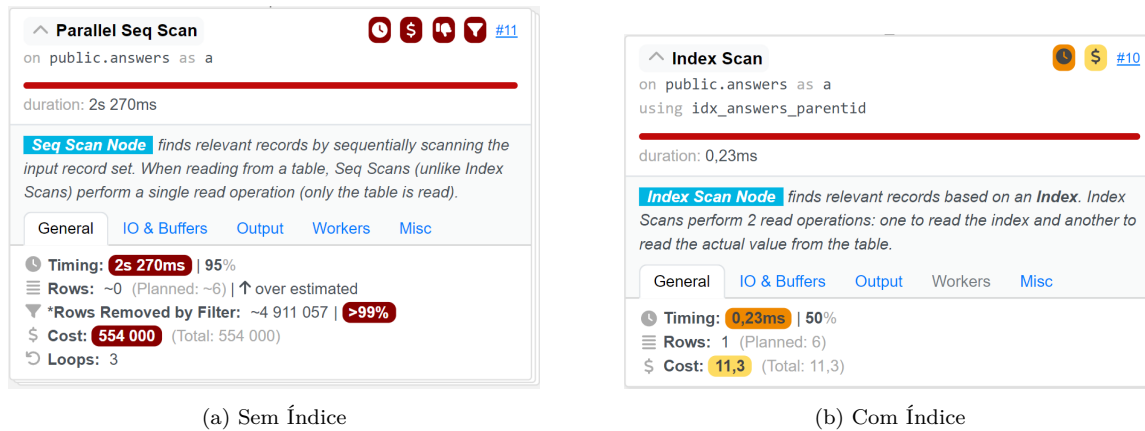 Parallel Seq Scan #11
on public.answers as a
duration: 2s 270ms
Seq Scan Node finds relevant records by sequentially scanning the
input record set. When reading from a table, Seq Scans (unlike Index
Scans) perform a single read operation (only the table is read).
General IO & Buffers Output Workers Misc
Timing: 2s 270ms | 95%
Rows: ~0 (Planned: ~6) | ↑ over estimated
*Rows Removed by Filter: ~4 911 057 | >99%
$ Cost: 554 000 (Total: 554 000)
Loops: 3
(a) Sem Índice
Index Scan $ #10
on public.answers as a
using idx_answers_parentid
duration: 0,23ms
Index Scan Node finds relevant records based on an Index. Index
Scans perform 2 read operations: one to read the index and another to
read the actual value from the table.
General IO & Buffers Output Workers Misc
Timing: 0,23ms | 50%
Rows: 1 (Planned: 6)
$ Cost: 11,3 (Total: 11,3)
(b) Com Índice